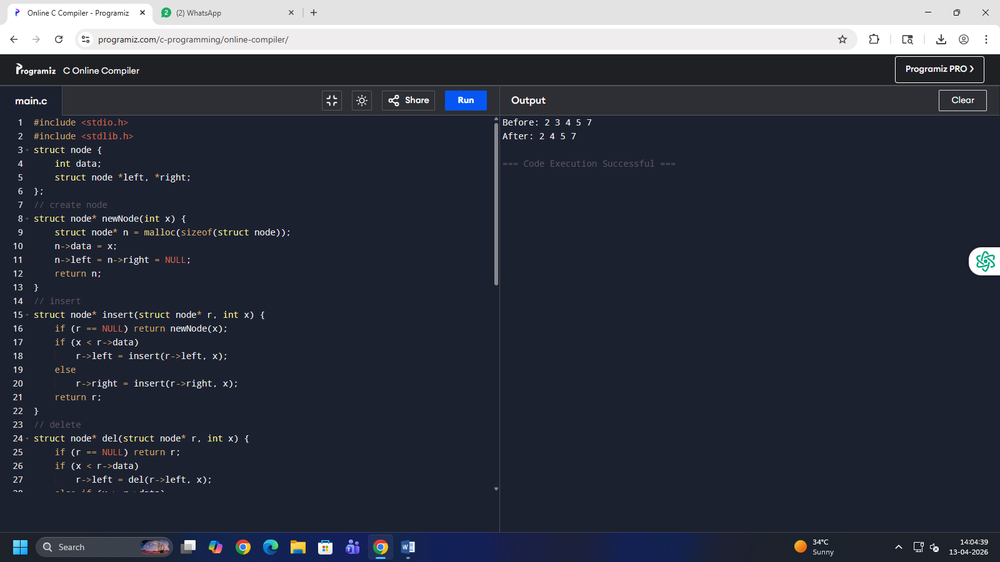 Online C Compiler - Programiz
2 (2) WhatsApp
programiz.com/c-programming/online-compiler/
Programiz C Online Compiler
Programiz PRO
main.c
Share
Run
Output
Clear
1 #include <stdio.h>
2 #include <stdlib.h>
3 struct node {
4     int data;
5     struct node *left, *right;
6 };
7 // create node
8 struct node* newNode(int x) {
9     struct node* n = malloc(sizeof(struct node));
10     n->data = x;
11     n->left = n->right = NULL;
12     return n;
13 }
14 // insert
15 struct node* insert(struct node* r, int x) {
16     if (r == NULL) return newNode(x);
17     if (x < r->data)
18         r->left = insert(r->left, x);
19     else
20         r->right = insert(r->right, x);
21     return r;
22 }
23 // delete
24 struct node* del(struct node* r, int x) {
25     if (r == NULL) return r;
26     if (x < r->data)
27         r->left = del(r->left, x);
Before: 2 3 4 5 7
After: 2 4 5 7
=== Code Execution Successful ===
Search
34°C
Sunny
14:04:39
13-04-2026